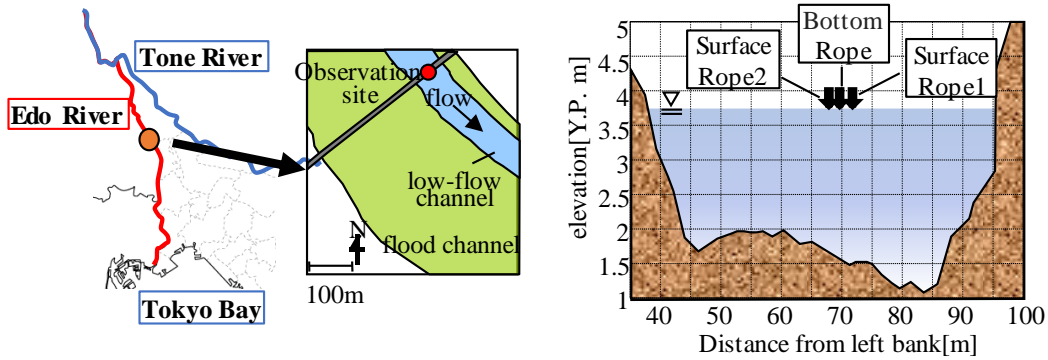 Tone River
Edo River
Tokyo Bay
Observation
site
flow
low-flow
channel
N
flood channel
100m
Surface
Rope2
Bottom
Rope
Surface
Rope1
elevation[Y.P. m]
5
4.5
4
3.5
3
2.5
2
1.5
1
40 50 60 70 80 90 100
Distance from left bank[m]